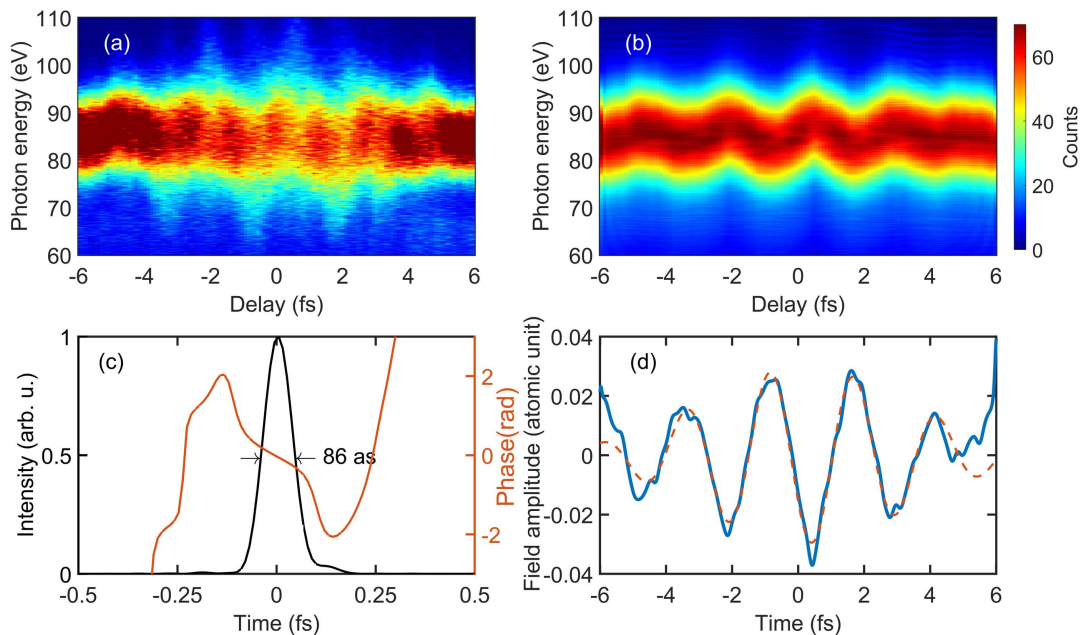 (a)
Photon energy (eV)
110
100
90
80
70
60
-6 -4 -2 0 2 4 6
Delay (fs)
(b)
Photon energy (eV)
110
100
90
80
70
60
-6 -4 -2 0 2 4 6
Delay (fs)
60
40
20
0
Counts
(c)
Intensity (arb. u.)
1
0.5
0
86 as
2
0
-2
Phase(rad)
-0.5 -0.25 0 0.25 0.5
Time (fs)
(d)
Field amplitude (atomic unit)
0.04
0.02
0
-0.02
-0.04
-6 -4 -2 0 2 4 6
Time (fs)